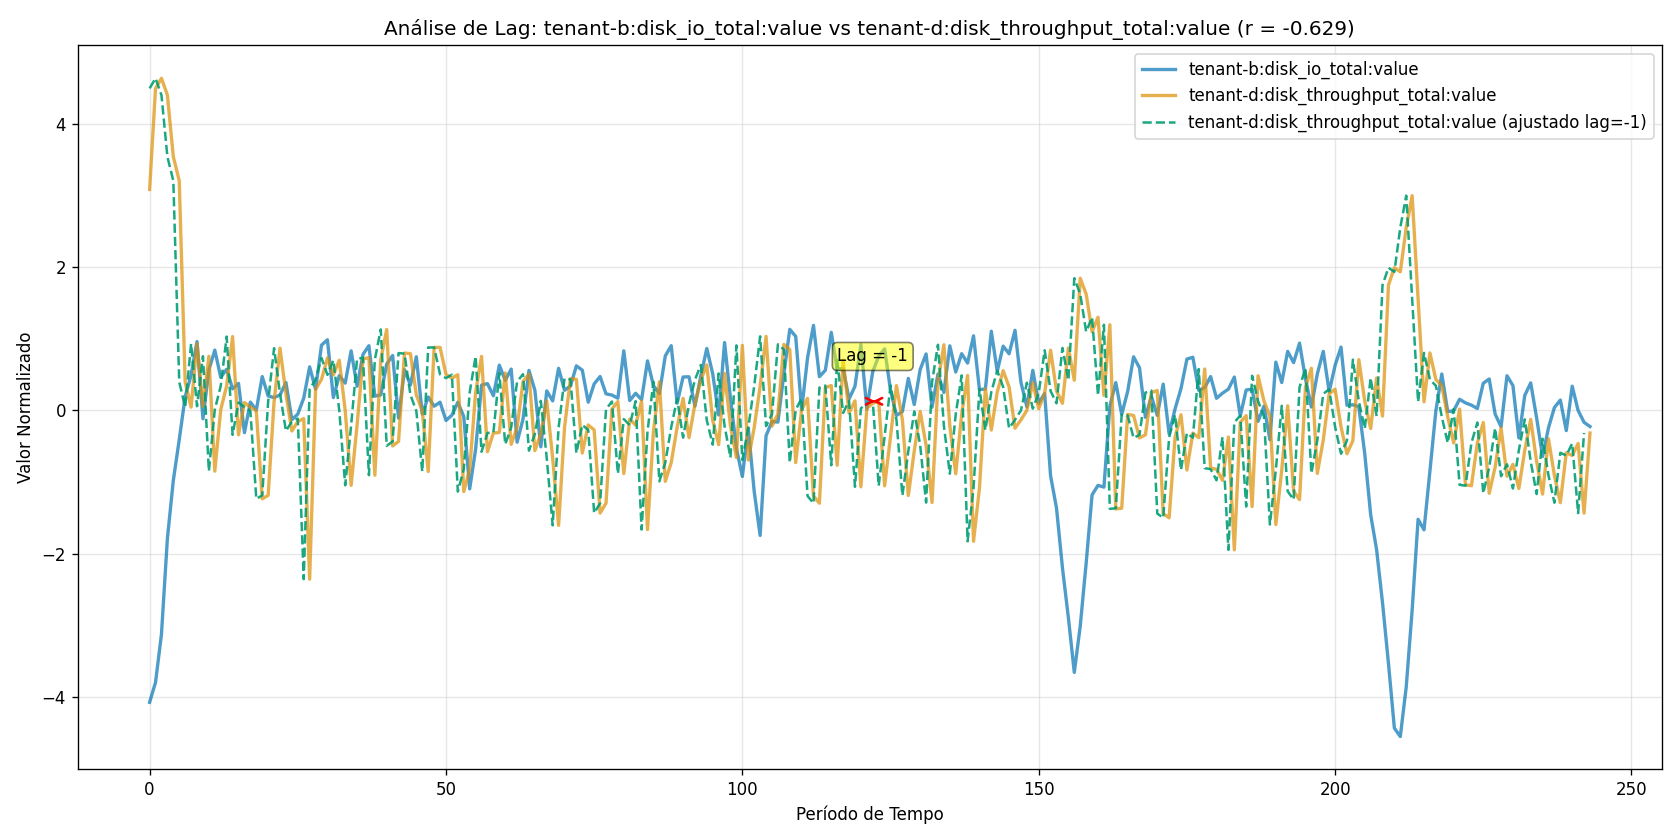 Análise de Lag: tenant-b:disk_io_total:value vs tenant-d:disk_throughput_total:value (r = -0.629)
tenant-b:disk_io_total:value
tenant-d:disk_throughput_total:value
tenant-d:disk_throughput_total:value (ajustado lag=-1)
Valor Normalizado
4
2
0
−2
−4
Lag = -1
0
50
100
150
200
250
Período de Tempo